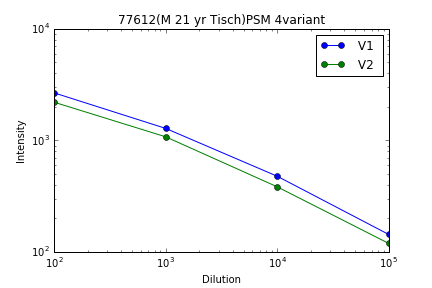 77612(M 21 yr Tisch)PSM 4variant
10^4
V1
V2
Intensity
10^3
10^2
10^2 10^3 10^4 10^5
Dilution